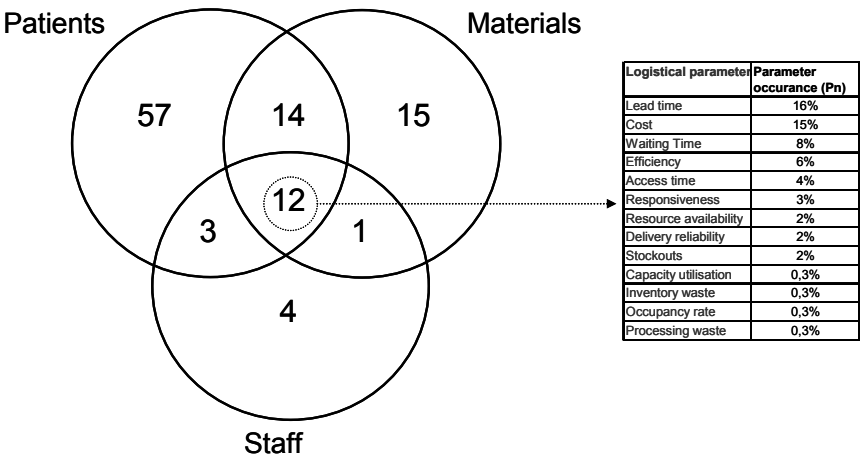 Patients
Materials
57
14
15
12
3
1
4
Staff
Logistical parameter Parameter
occurance (Pn)
Lead time 16%
Cost 15%
Waiting Time 8%
Efficiency 6%
Access time 4%
Responsiveness 3%
Resource availability 2%
Delivery reliability 2%
Stockouts 2%
Capacity utilisation 0,3%
Inventory waste 0,3%
Occupancy rate 0,3%
Processing waste 0,3%